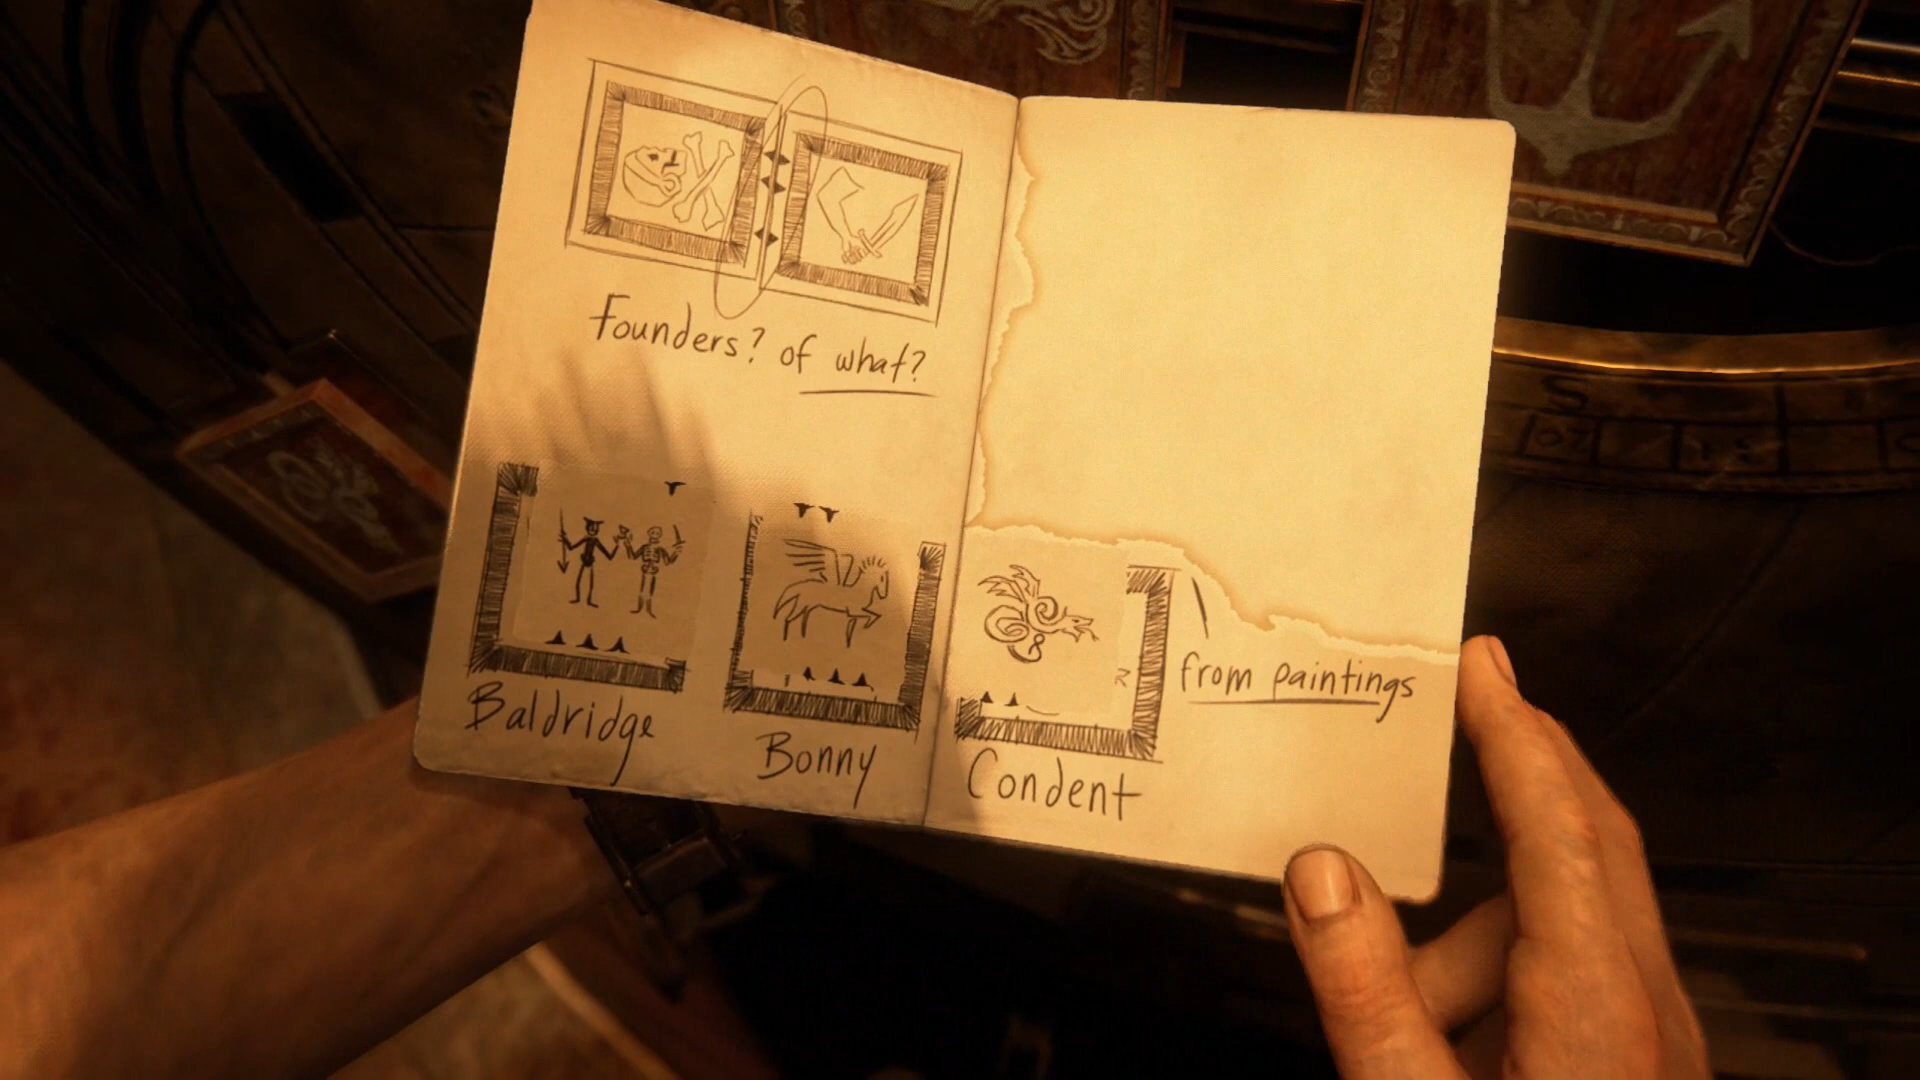 Founders? of what?
Baldridge
Bonny
Condent
from paintings
S